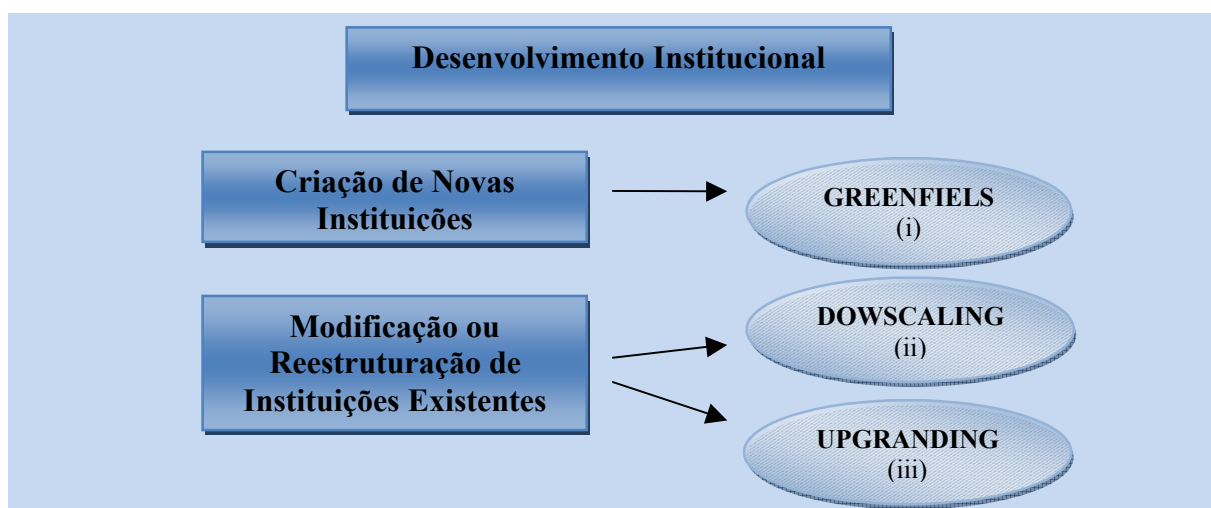 Desenvolvimento Institucional
Criação de Novas
Instituições
GREENFIELS
(i)
Modificação ou
Reestruturação de
Instituições Existentes
DOWSCALING
(ii)
UPGRANDING
(iii)